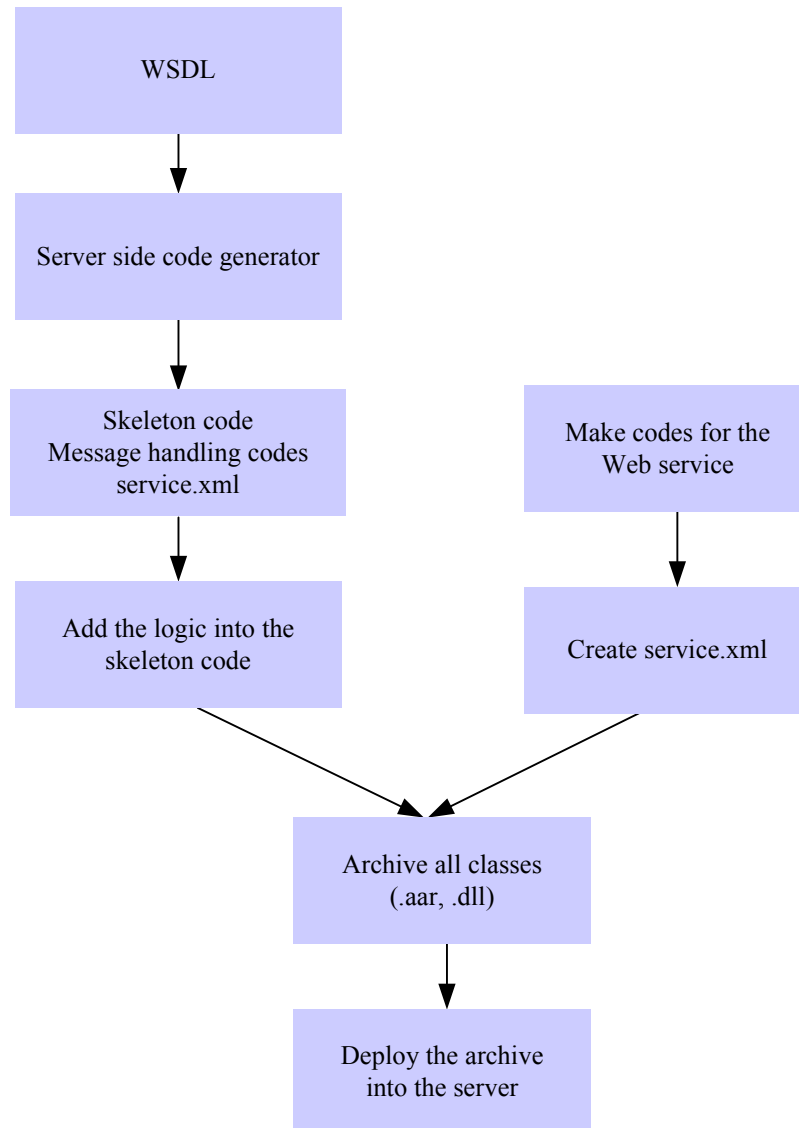 WSDL
Server side code generator
Skeleton code
Message handling codes
service.xml
Make codes for the
Web service
Add the logic into the
skeleton code
Create service.xml
Archive all classes
(.aar, .dll)
Deploy the archive
into the server